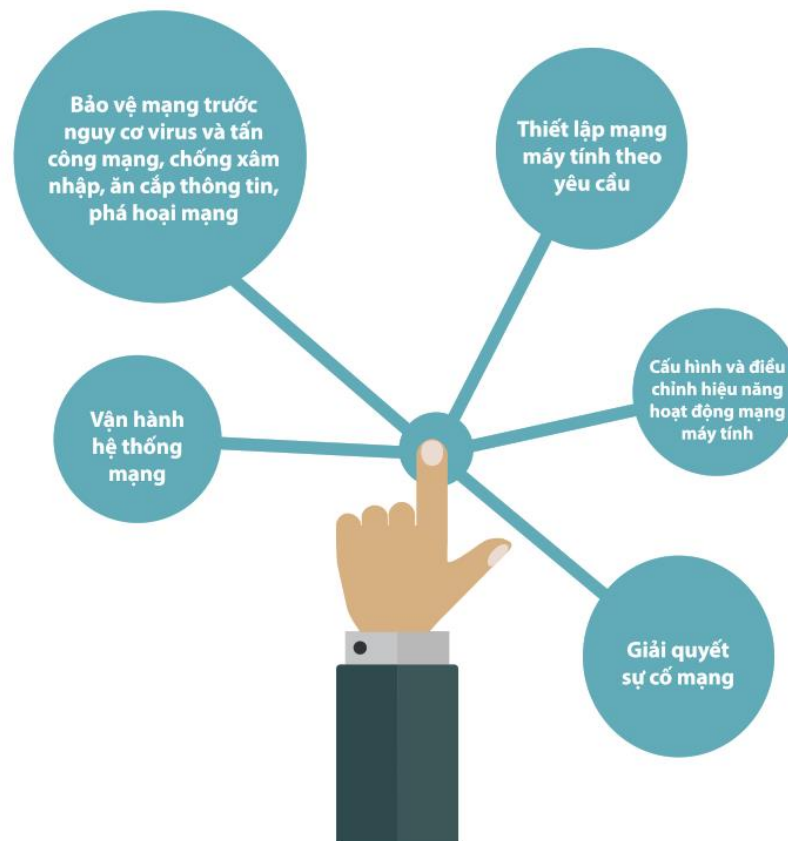 Bảo vệ mạng trước
nguy cơ virus và tấn
công mạng, chống xâm
nhập, ăn cắp thông tin,
phá hoại mạng
Thiết lập mạng
máy tính theo
yêu cầu
Cấu hình và điều
chỉnh hiệu năng
hoạt động mạng
máy tính
Vận hành
hệ thống
mạng
Giải quyết
sự cố mạng